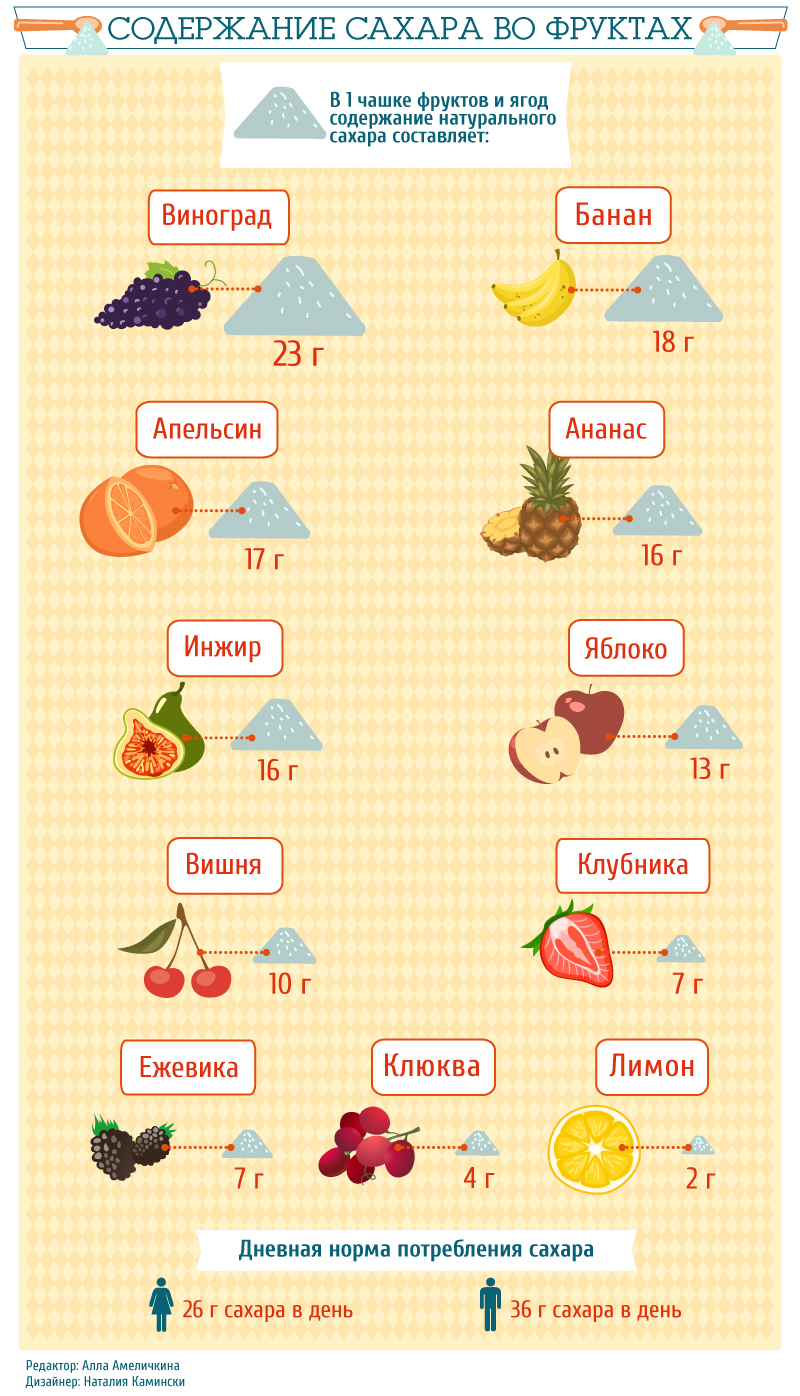 СОДЕРЖАНИЕ САХАРА ВО ФРУКТАХ
В 1 чашке фруктов и ягод
содержание натурального
сахара составляет:
Виноград
23 г
Банан
18 г
Апельсин
17 г
Ананас
16 г
Инжир
16 г
Яблоко
13 г
Вишня
10 г
Клубника
7 г
Ежевика
7 г
Клюква
4 г
Лимон
2 г
Дневная норма потребления сахара
26 г сахара в день
36 г сахара в день
Редактор: Алла Амеличкина
Дизайнер: Наталия Камински